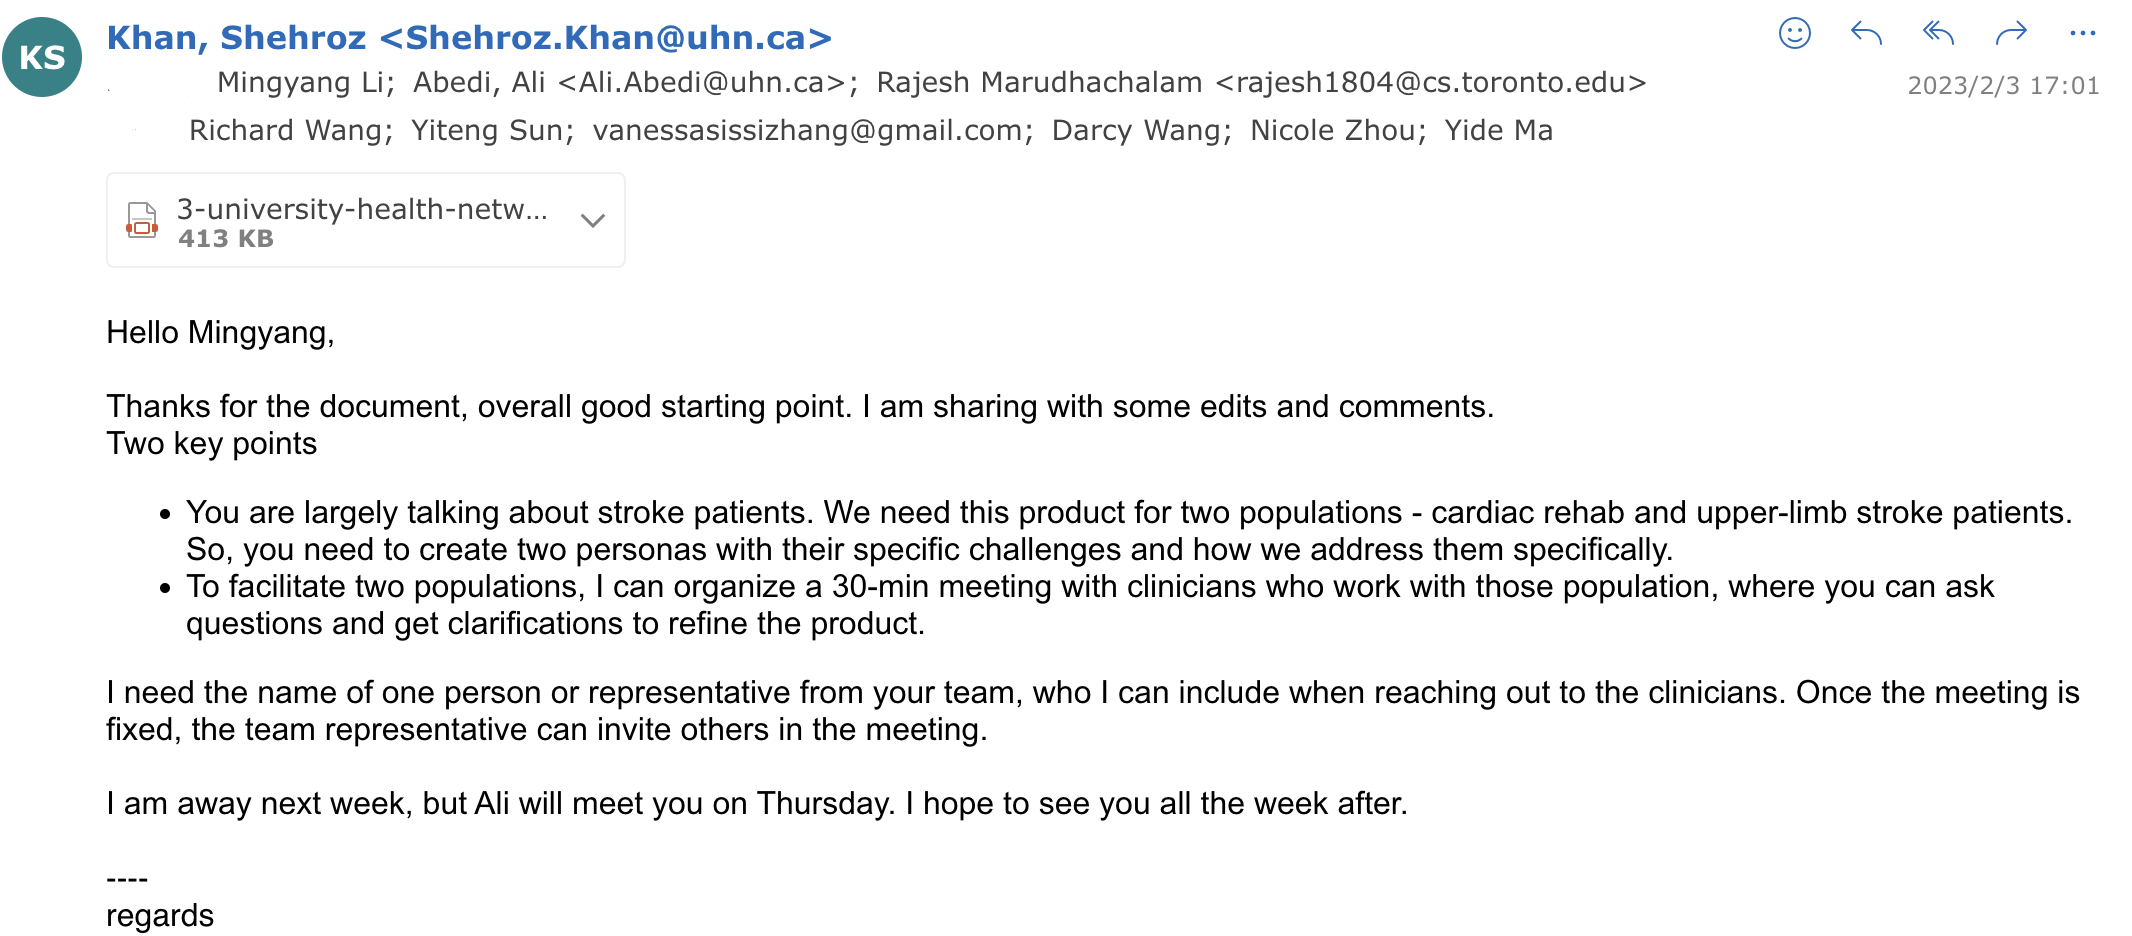 KS
Khan, Shehroz <Shehroz.Khan@uhn.ca>
Mingyang Li; Abedi, Ali <Ali.Abedi@uhn.ca>; Rajesh Marudhachalam <rajesh1804@cs.toronto.edu>
2023/2/3 17:01
Richard Wang; Yiteng Sun; vanessasissizhang@gmail.com; Darcy Wang; Nicole Zhou; Yide Ma
3-university-health-netw...
413 KB
Hello Mingyang,
Thanks for the document, overall good starting point. I am sharing with some edits and comments.
Two key points
• You are largely talking about stroke patients. We need this product for two populations - cardiac rehab and upper-limb stroke patients.
So, you need to create two personas with their specific challenges and how we address them specifically.
• To facilitate two populations, I can organize a 30-min meeting with clinicians who work with those population, where you can ask
questions and get clarifications to refine the product.
I need the name of one person or representative from your team, who I can include when reaching out to the clinicians. Once the meeting is
fixed, the team representative can invite others in the meeting.
I am away next week, but Ali will meet you on Thursday. I hope to see you all the week after.
----
regards